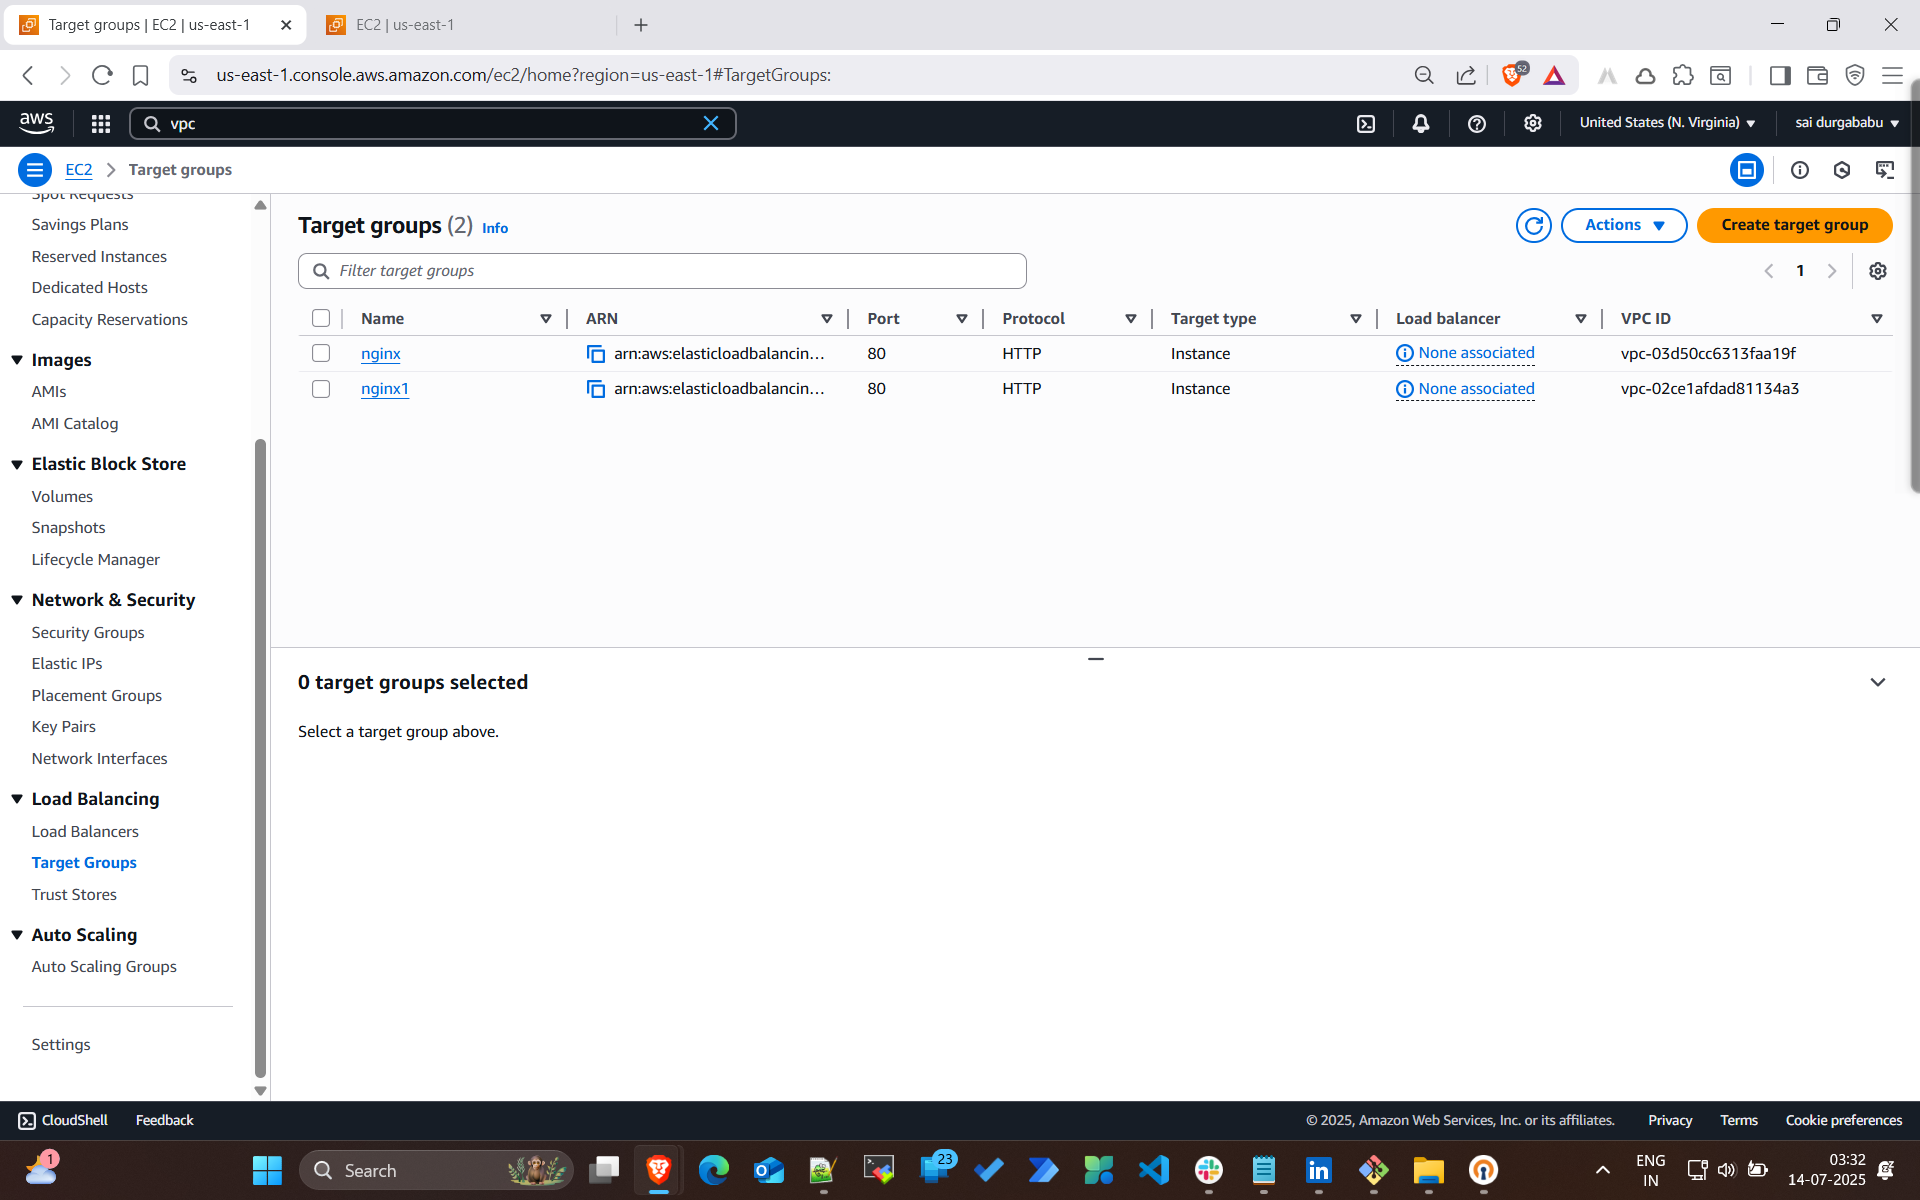 Target groups | EC2 | us-east-1
EC2 | us-east-1
us-east-1.console.aws.amazon.com/ec2/home?region=us-east-1#TargetGroups:
52
aws
vpc
United States (N. Virginia)
sai durgababu
EC2
Target groups
Spot Requests
Savings Plans
Reserved Instances
Dedicated Hosts
Capacity Reservations
Images
AMIs
AMI Catalog
Elastic Block Store
Volumes
Snapshots
Lifecycle Manager
Network & Security
Security Groups
Elastic IPs
Placement Groups
Key Pairs
Network Interfaces
Load Balancing
Load Balancers
Target Groups
Trust Stores
Auto Scaling
Auto Scaling Groups
Settings
Target groups (2) Info
Actions
Create target group
Filter target groups
1
Name ARN Port Protocol Target type Load balancer VPC ID
nginx arn:aws:elasticloadbalancin... 80 HTTP Instance None associated vpc-03d50cc6313faa19f
nginx1 arn:aws:elasticloadbalancin... 80 HTTP Instance None associated vpc-02ce1afdad81134a3
0 target groups selected
Select a target group above.
CloudShell Feedback
© 2025, Amazon Web Services, Inc. or its affiliates. Privacy Terms Cookie preferences
1
Search
23
ENG
IN
03:32
14-07-2025